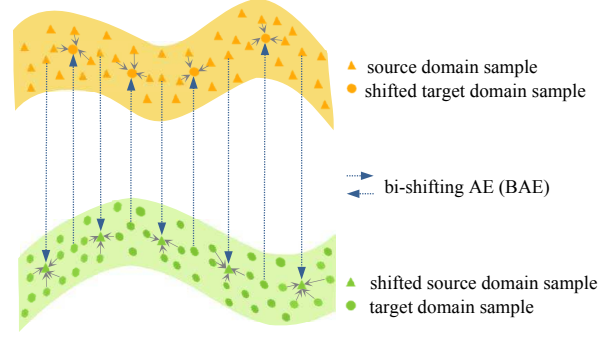 source domain sample
shifted target domain sample
bi-shifting AE (BAE)
shifted source domain sample
target domain sample